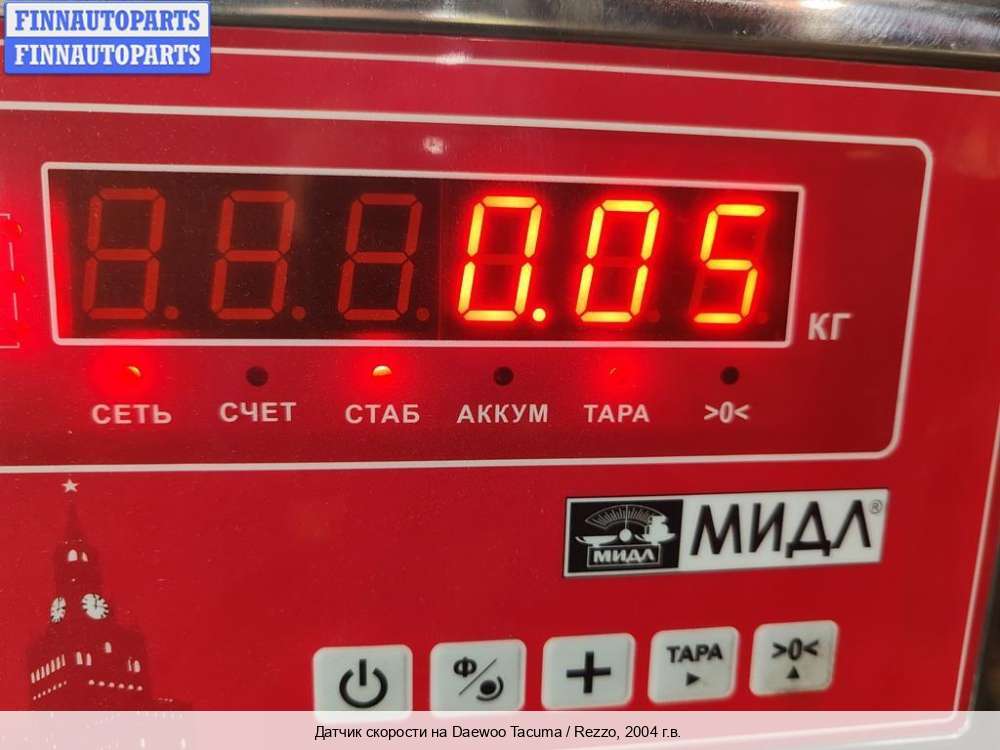 FINNAUTOPARTS
FINNAUTOPARTS
0.05
КГ
СЕТЬ СЧЕТ СТАБ АККУМ ТАРА >0<
МИДЛ МИДЛ®
Ф ТАРА >0<
Датчик скорости на Daewoo Tacuma / Rezzo, 2004 г.в.